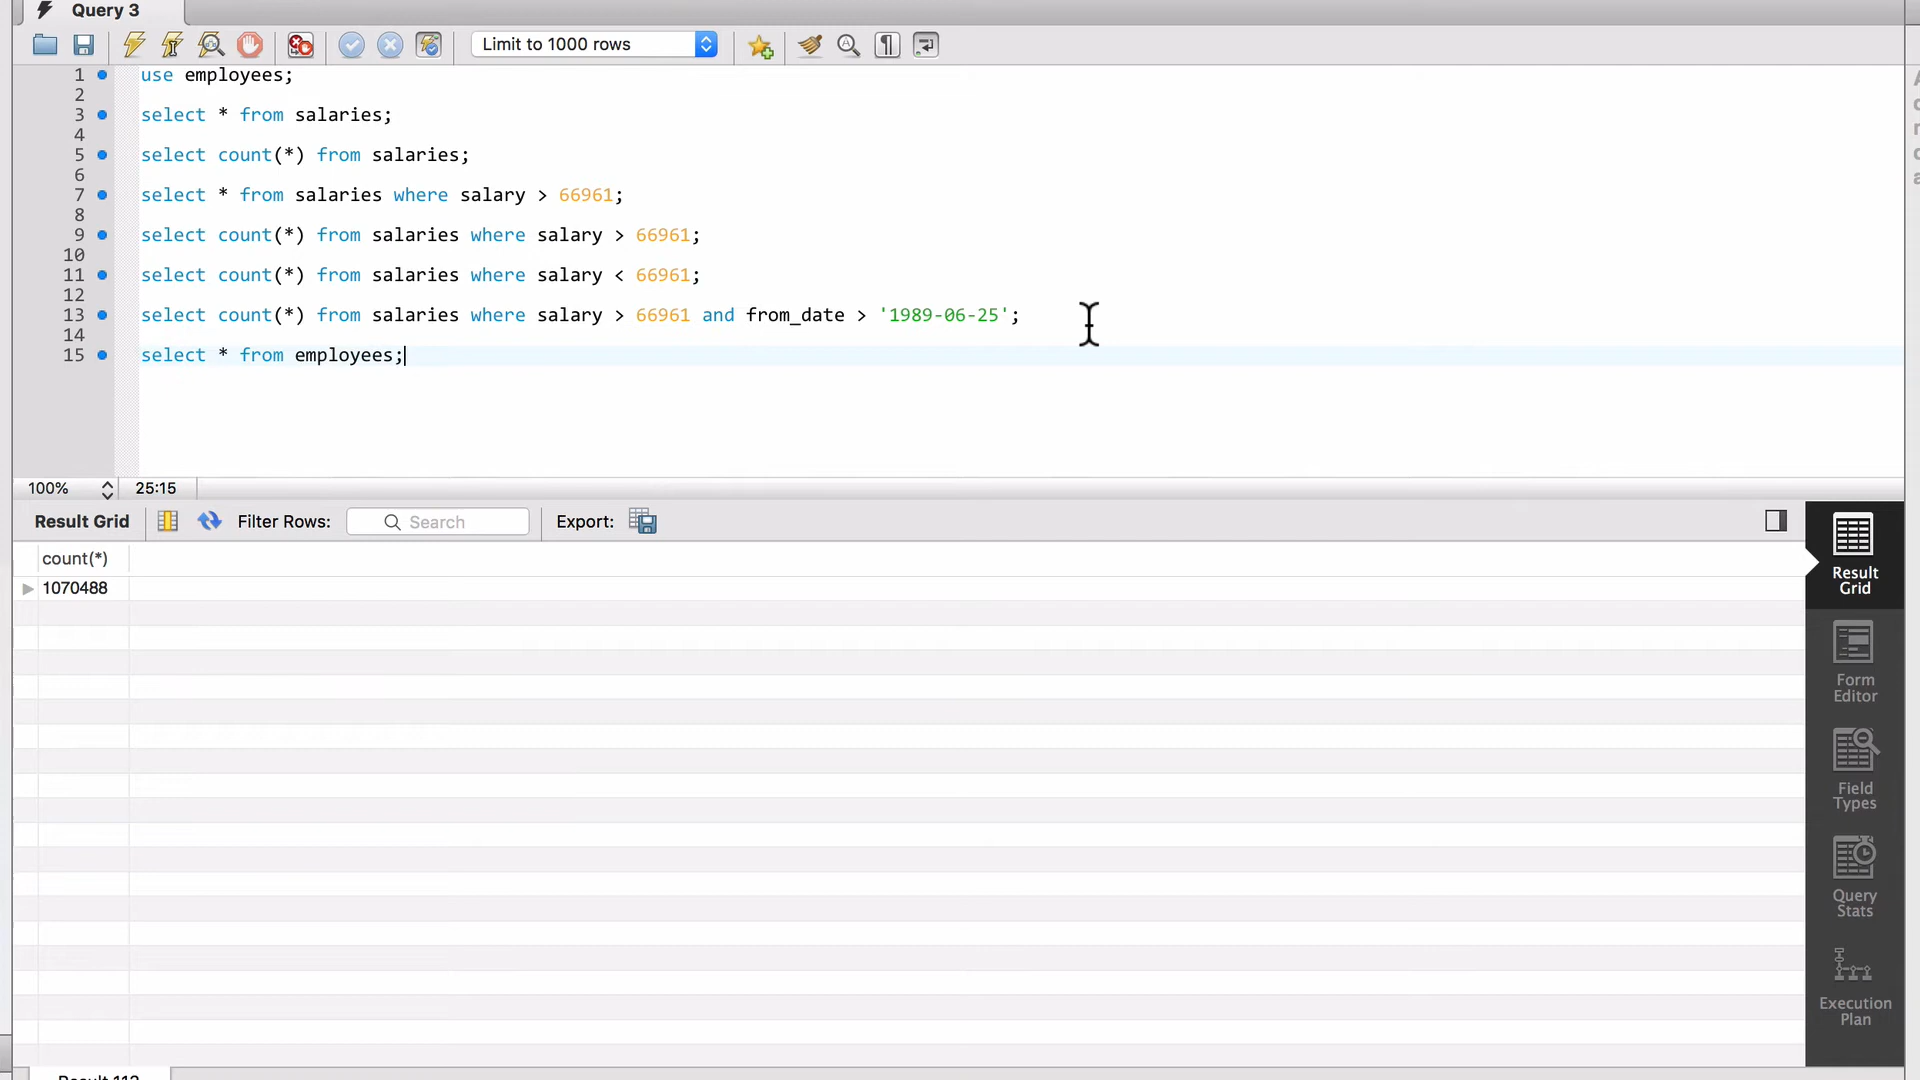 Query 3
Limit to 1000 rows
1 use employees;
2
3 select * from salaries;
4
5 select count(*) from salaries;
6
7 select * from salaries where salary > 66961;
8
9 select count(*) from salaries where salary > 66961;
10
11 select count(*) from salaries where salary < 66961;
12
13 select count(*) from salaries where salary > 66961 and from_date > '1989-06-25';
14
15 select * from employees;
100% 25:15
Result Grid Filter Rows: Search Export:
count(*)
1070488
Result
Grid
Form
Editor
Field
Types
Query
Stats
Execution
Plan